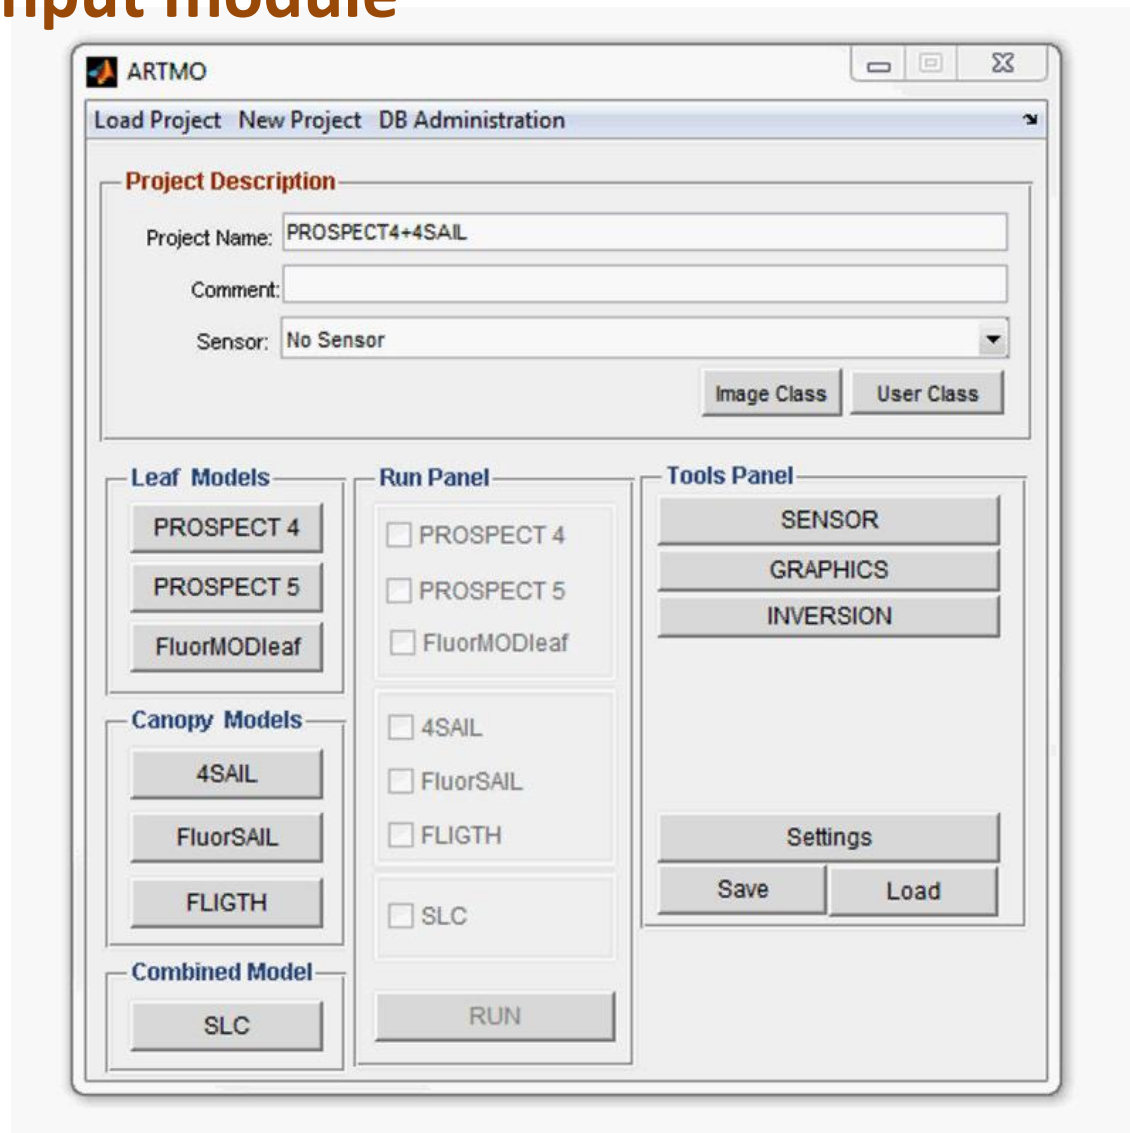 nput module
ARTMO
Load Project New Project DB Administration
Project Description
Project Name: PROSPECT4+4SAIL
Comment:
Sensor: No Sensor
Image Class User Class
Leaf Models
PROSPECT 4
PROSPECT 5
FluorMODleaf
Canopy Models
4SAIL
FluorSAIL
FLIGTH
Combined Model
SLC
Run Panel
PROSPECT 4
PROSPECT 5
FluorMODleaf
4SAIL
FluorSAIL
FLIGTH
SLC
RUN
Tools Panel
SENSOR
GRAPHICS
INVERSION
Settings
Save Load